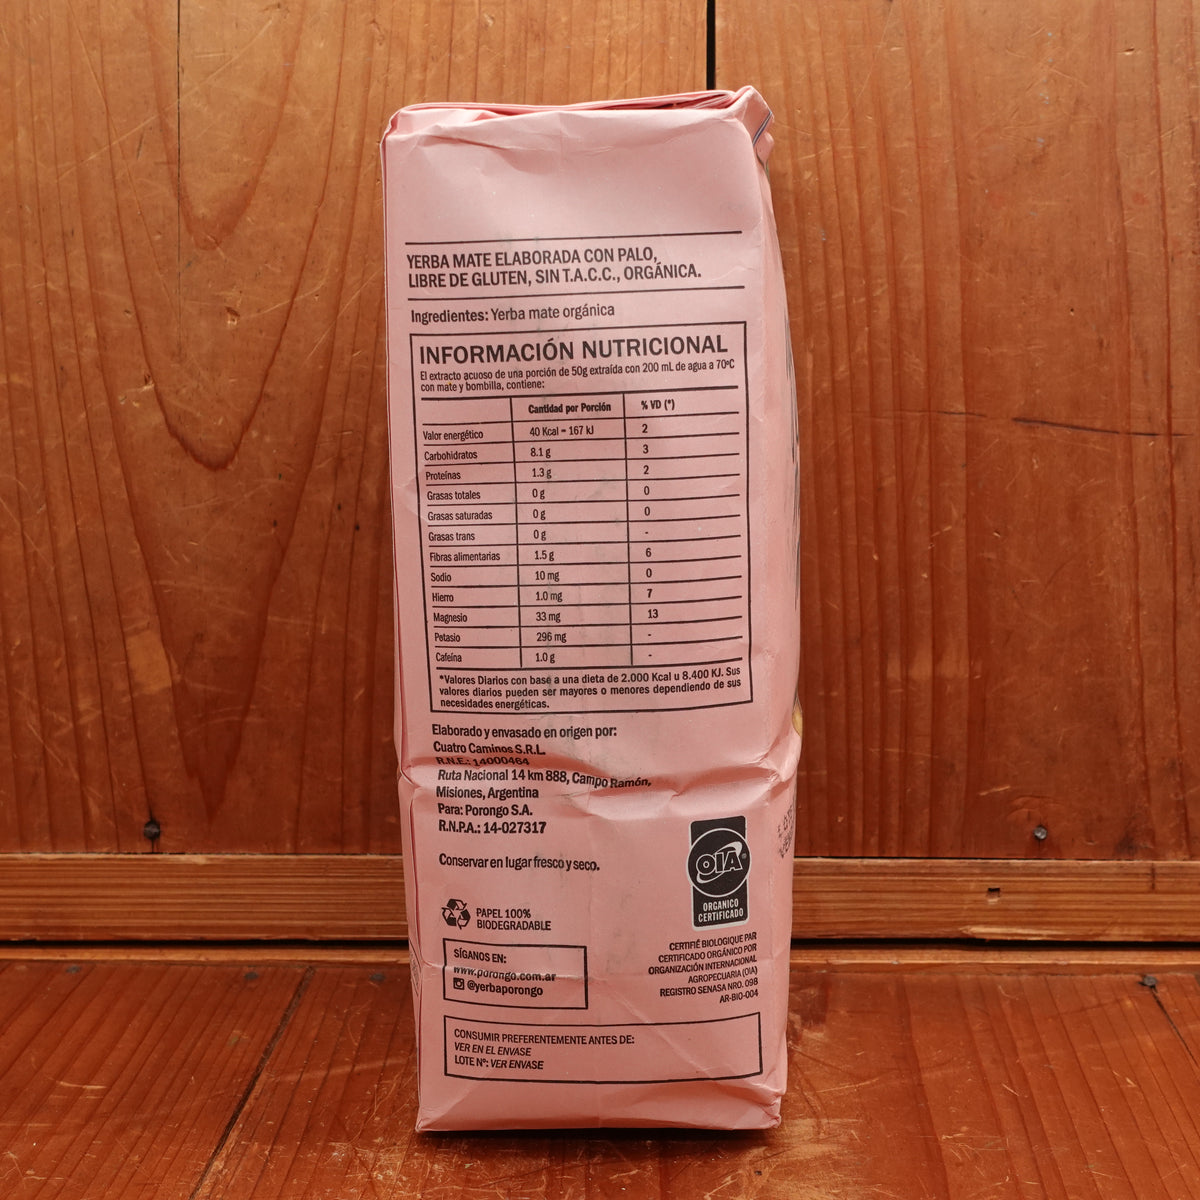 YERBA MATE ELABORADA CON PALO,
LIBRE DE GLUTEN, SIN T.A.C.C., ORGÁNICA.
Ingredientes: Yerba mate orgánica
INFORMACIÓN NUTRICIONAL
El extracto acuoso de una porción de 50g extraída con 200 mL de agua a 70ºC
con mate y bombilla, contiene:
Cantidad por Porción % VD (*)
Valor energético 40 Kcal = 167 kJ 2
Carbohidratos 8.1 g 3
Proteínas 1.3 g 2
Grasas totales 0 g 0
Grasas saturadas 0 g 0
Grasas trans 0 g -
Fibras alimentarias 1.5 g 6
Sodio 10 mg 0
Hierro 1.0 mg 7
Magnesio 33 mg 13
Potasio 296 mg -
Cafeína 1.0 g -
*Valores Diarios con base a una dieta de 2.000 Kcal u 8.400 KJ. Sus
valores diarios pueden ser mayores o menores dependiendo de sus
necesidades energéticas.
Elaborado y envasado en origen por:
Cuatro Caminos S.R.L.
R.N.E.: 14000464
Ruta Nacional 14 km 888, Campo Ramón,
Misiones, Argentina
Para: Porongo S.A.
R.N.P.A.: 14-027317
Conservar en lugar fresco y seco.
OIA®
ORGANICO
CERTIFICADO
PAPEL 100%
BIODEGRADABLE
CERTIFIÉ BIOLOGIQUE PAR
CERTIFICADO ORGÁNICO POR
ORGANIZACIÓN INTERNACIONAL
AGROPECUARIA (OIA)
REGISTRO SENASA NRO. 098
AR-BIO-004
SÍGANOS EN:
www.porongo.com.ar
@yerbaporongo
CONSUMIR PREFERENTEMENTE ANTES DE:
VER EN EL ENVASE
LOTE Nº: VER ENVASE